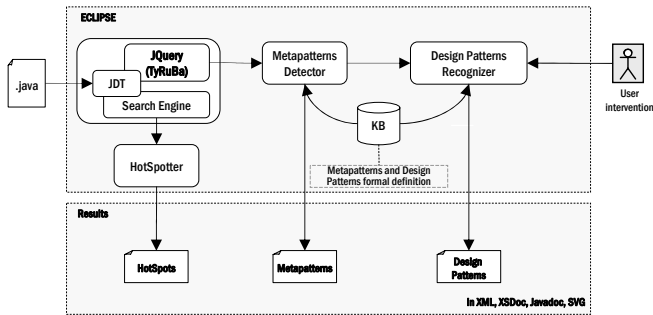 ECLIPSE
JQuery
(TyRuBa)
JDT
Search Engine
.java
Metapatterns
Detector
Design Patterns
Recognizer
User
intervention
KB
HotSpotter
Metapatterns and Design
Patterns formal definition
Results
HotSpots
Metapatterns
Design
Patterns
In XML, XSDoc, Javadoc, SVG